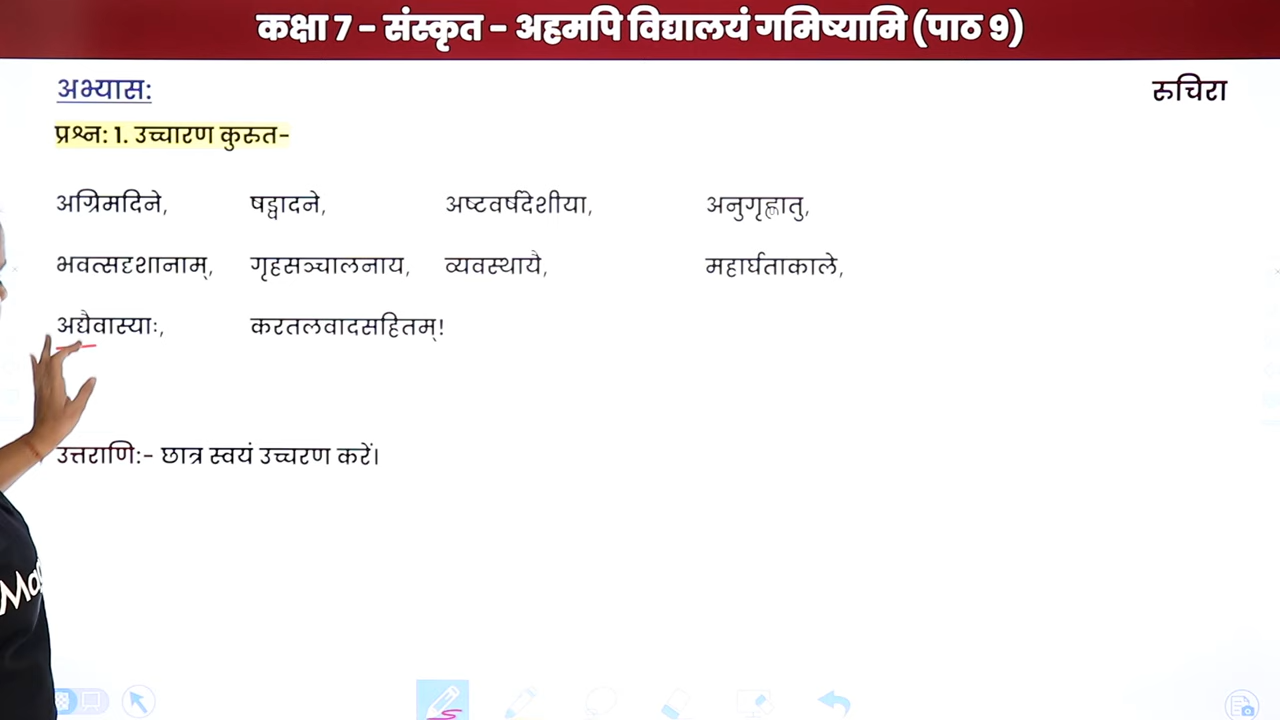 कक्षा 7 - संस्कृत - अहमपि विद्यालयं गमिष्यामि (पाठ 9)
अभ्यास: रुचिरा
प्रश्न: 1. उच्चारण कुरुत-
अग्रिमदिने, षड्वादने, अष्टवर्षदेशीया, अनुगृह्णातु,
भवत्सदृशानाम्, गृहसञ्चालनाय, व्यवस्थायै, महार्घताकाले,
अद्यैवास्याः, करतलवादसहितम्!
उत्तराणि:- छात्र स्वयं उच्चरण करें।